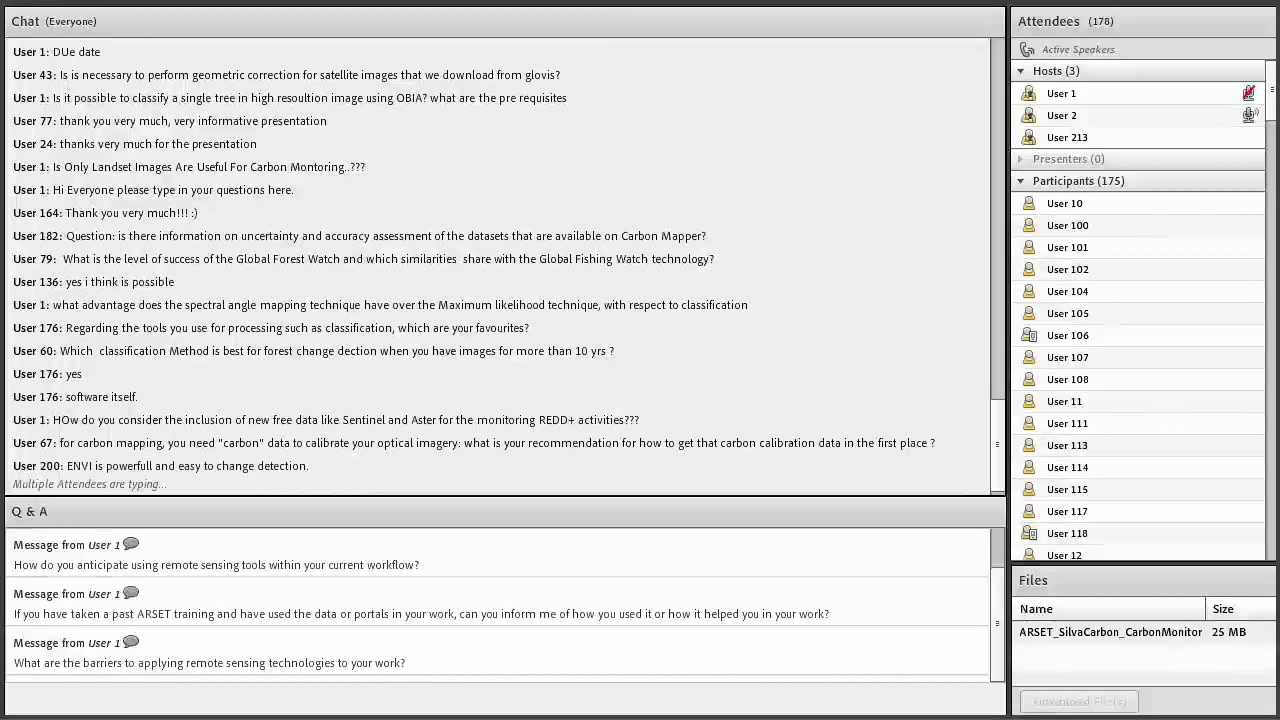 Chat (Everyone)
User 1: DUe date
User 43: Is is necessary to perform geometric correction for satellite images that we download from glovis?
User 1: Is it possible to classify a single tree in high resoultion image using OBIA? what are the pre requisites
User 77: thank you very much, very informative presentation
User 24: thanks very much for the presentation
User 1: Is Only Landset Images Are Useful For Carbon Montoring..???
User 1: Hi Everyone please type in your questions here.
User 164: Thank you very much!!! :)
User 182: Question: is there information on uncertainty and accuracy assessment of the datasets that are available on Carbon Mapper?
User 79: What is the level of success of the Global Forest Wath and which similarities share with the Global Fishing Watch technology?
User 136: yes i think is possible
User 1: what advantage does the spectral angle mapping technique have over the Maximum likelihood technique, with respect to classification
User 176: Regarding the tools you use for processing such as classification, which are your favourites?
User 60: Which classification Method is best for forest change dection when you have images for more than 10 yrs ?
User 176: yes
User 176: software itself.
User 1: HOw do you consider the inclusion of new free data like Sentinel and Aster for the monitoring REDD+ activities???
User 67: for carbon mapping, you need "carbon" data to calibrate your optical imagery: what is your recommendation for how to get that carbon calibration data in the first place ?
User 200: ENVI is powerfull and easy to change detection.
Multiple Attendees are typing...
Q & A
Message from User 1
How do you anticipate using remote sensing tools within your current workflow?
Message from User 1
If you have taken a past ARSET training and have used the data or portals in your work, can you inform me of how you used it or how it helped you in your work?
Message from User 1
What are the barriers to applying remote sensing technologies to your work?
Attendees (178)
Active Speakers
Hosts (3)
User 1
User 2
User 213
Presenters (0)
Participants (175)
User 10
User 100
User 101
User 102
User 104
User 105
User 106
User 107
User 108
User 11
User 111
User 113
User 114
User 115
User 117
User 118
User 12
Files
Name Size
ARSET_SilvaCarbon_CarbonMonitor 25 MB
Download File(s)